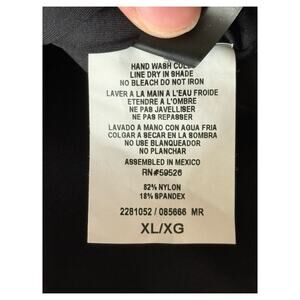 HAND WASH COLD
LINE DRY IN SHADE
NO BLEACH DO NOT IRON
LAVER A LA MAIN A L'EAU FROIDE
ETENDRE A L'OMBRE
NE PAS JAVELLISER
NE PAS REPASSER
LAVADO A MANO CON AGUA FRIA
COLGAR A SECAR EN LA SOMBRA
NO USAR BLANQUEADOR
NO PLANCHAR
ASSEMBLED IN MEXICO
RN#59526
82% NYLON
18% SPANDEX
2281052 / 085666 MR
XL/XG